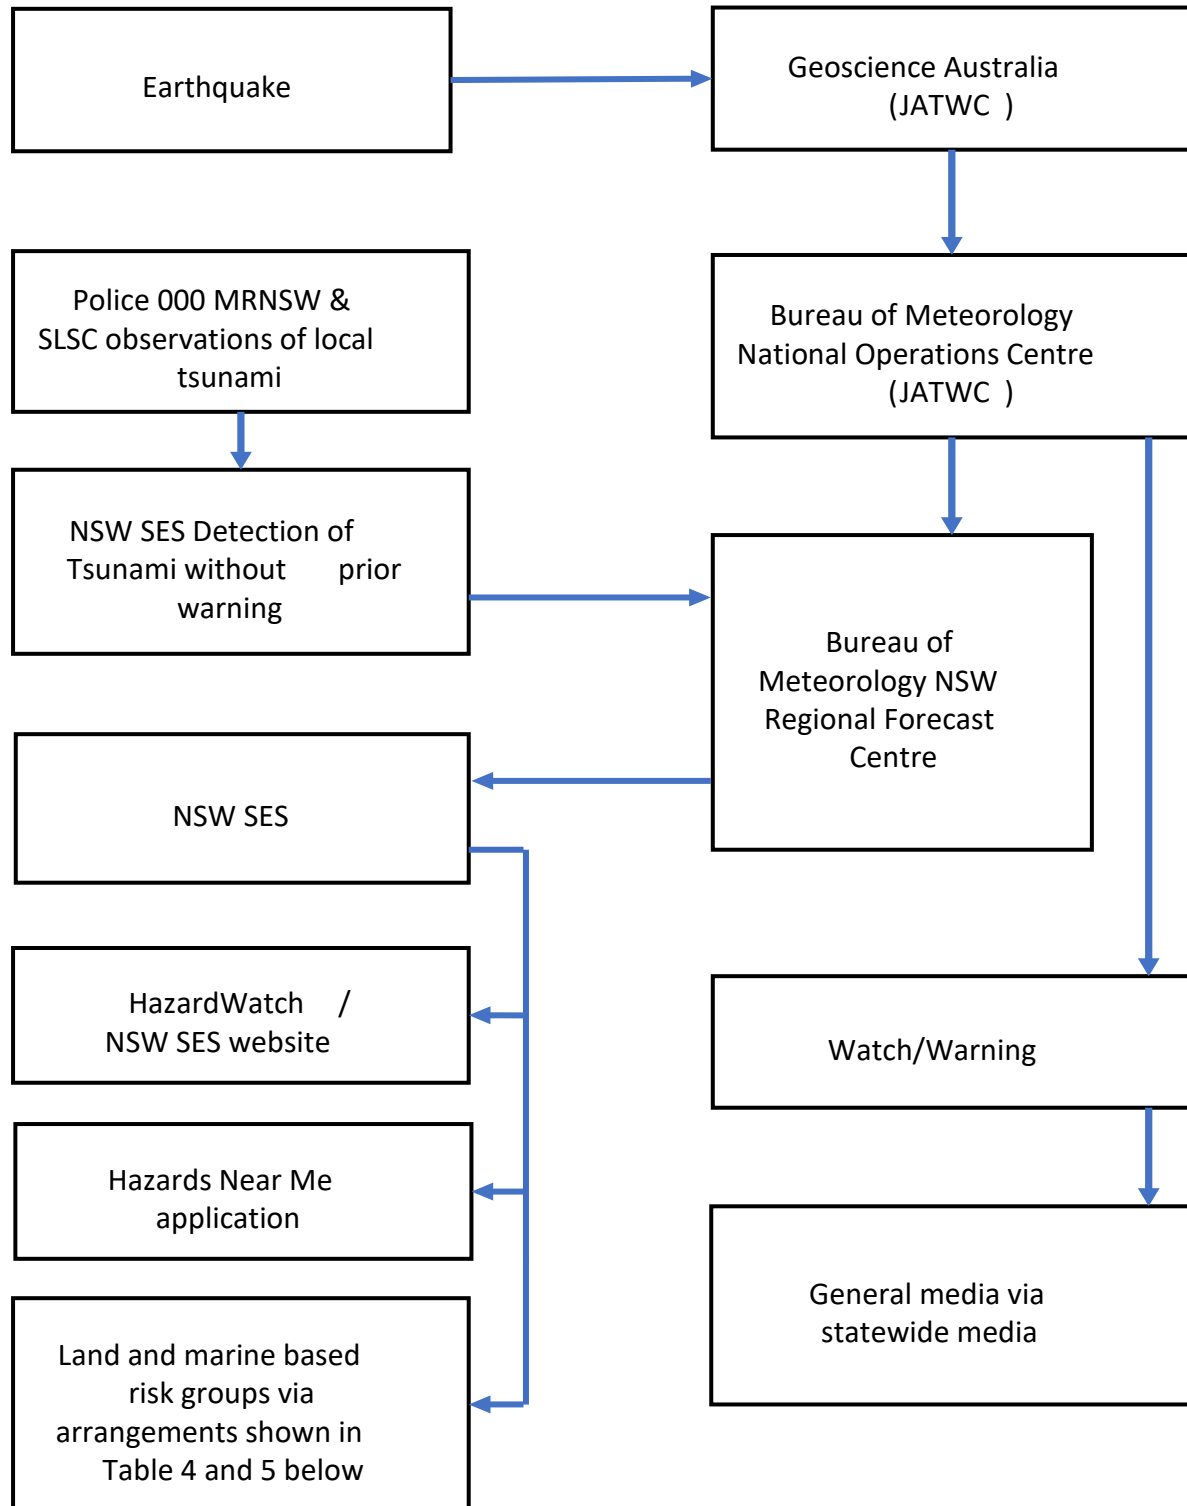 Earthquake
Geoscience Australia
(JATWC )
Police 000 MRNSW &
SLSC observations of local
tsunami
Bureau of Meteorology
National Operations Centre
(JATWC )
NSW SES Detection of
Tsunami without prior
warning
Bureau of
Meteorology NSW
Regional Forecast
Centre
NSW SES
HazardWatch /
NSW SES website
Watch/Warning
Hazards Near Me
application
General media via
statewide media
Land and marine based
risk groups via
arrangements shown in
Table 4 and 5 below